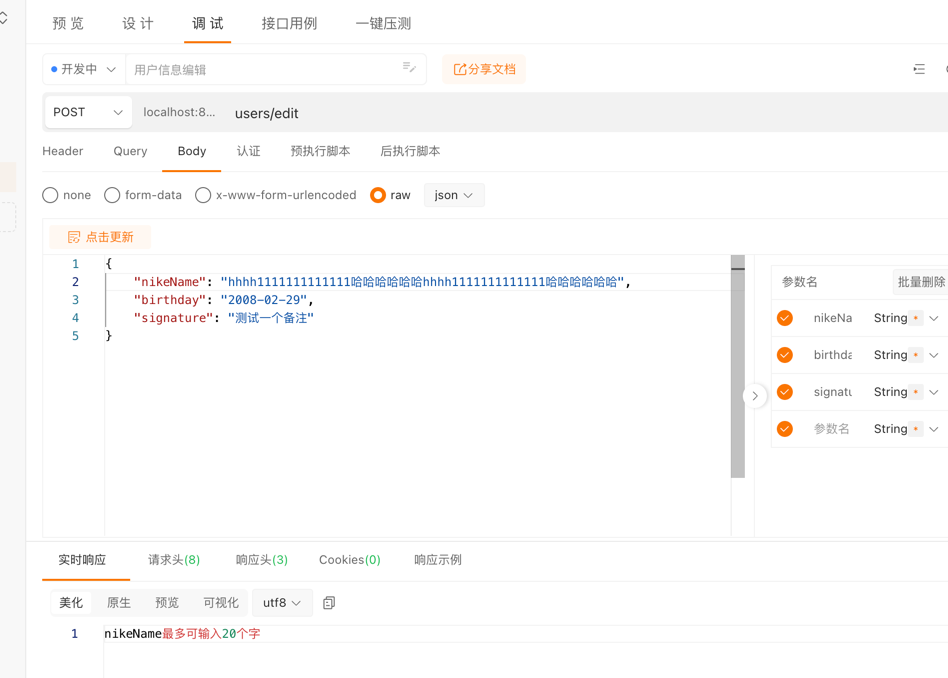 预 览 设 计 调 试 接口用例 一键压测
开发中 用户信息编辑 分享文档
POST localhost:8... users/edit
Header Query Body 认证 预执行脚本 后执行脚本
none form-data x-www-form-urlencoded raw json
点击更新
1 {
2 "nikeName": "hhhh1111111111111哈哈哈哈哈哈hhhh1111111111111哈哈哈哈哈哈",
3 "birthday": "2008-02-29",
4 "signature": "测试一个备注"
5 }
参数名 批量删除
nikeNa String *
birthda String *
signatu String *
参数名 String *
实时响应 请求头(8) 响应头(3) Cookies(0) 响应示例
美化 原生 预览 可视化 utf8
1 nikeName最多可输入20个字